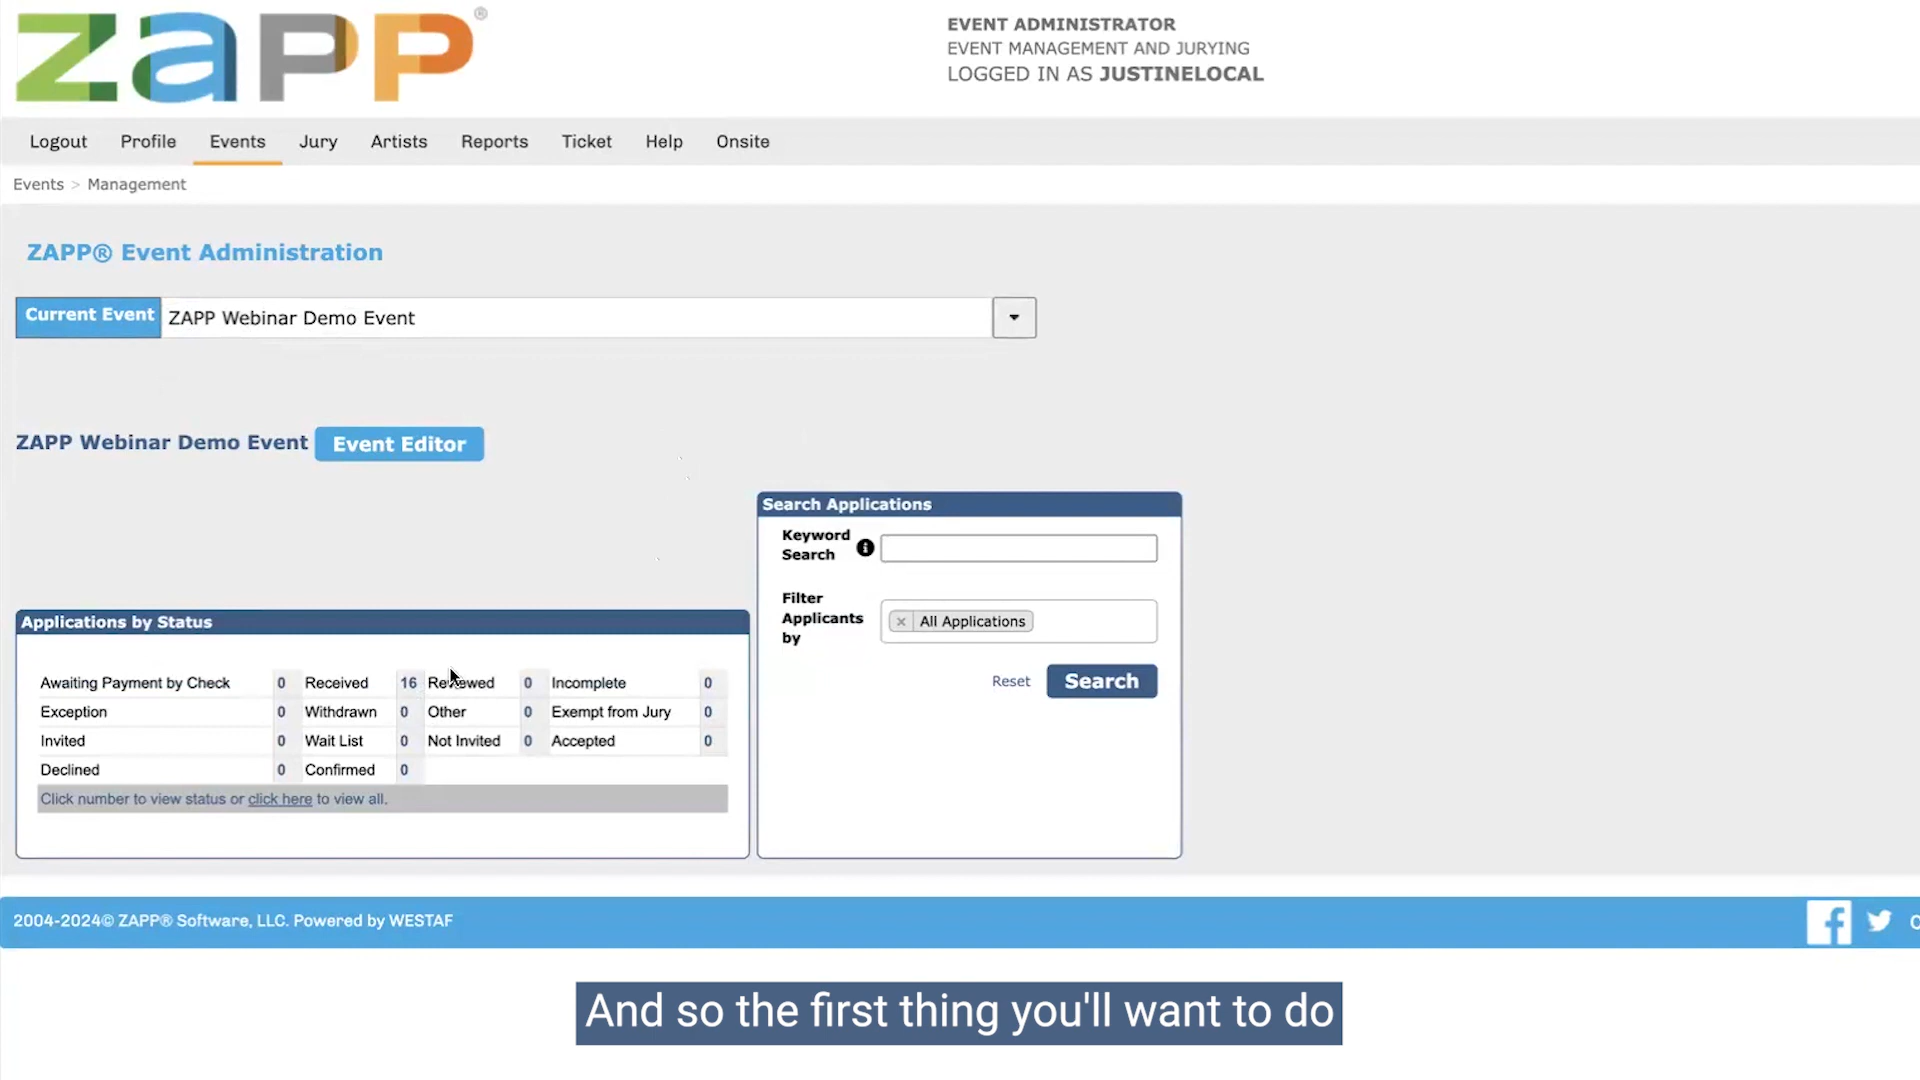 zapp®
EVENT ADMINISTRATOR
EVENT MANAGEMENT AND JURYING
LOGGED IN AS JUSTINELOCAL
Logout Profile Events Jury Artists Reports Ticket Help Onsite
Events > Management
ZAPP® Event Administration
Current Event ZAPP Webinar Demo Event
ZAPP Webinar Demo Event Event Editor
Search Applications
Keyword
Search
Filter
Applicants
by
× All Applications
Reset Search
Applications by Status
Awaiting Payment by Check 0 Received 16 Reviewed 0 Incomplete 0
Exception 0 Withdrawn 0 Other 0 Exempt from Jury 0
Invited 0 Wait List 0 Not Invited 0 Accepted 0
Declined 0 Confirmed 0
Click number to view status or click here to view all.
2004-2024© ZAPP® Software, LLC. Powered by WESTAF
And so the first thing you'll want to do